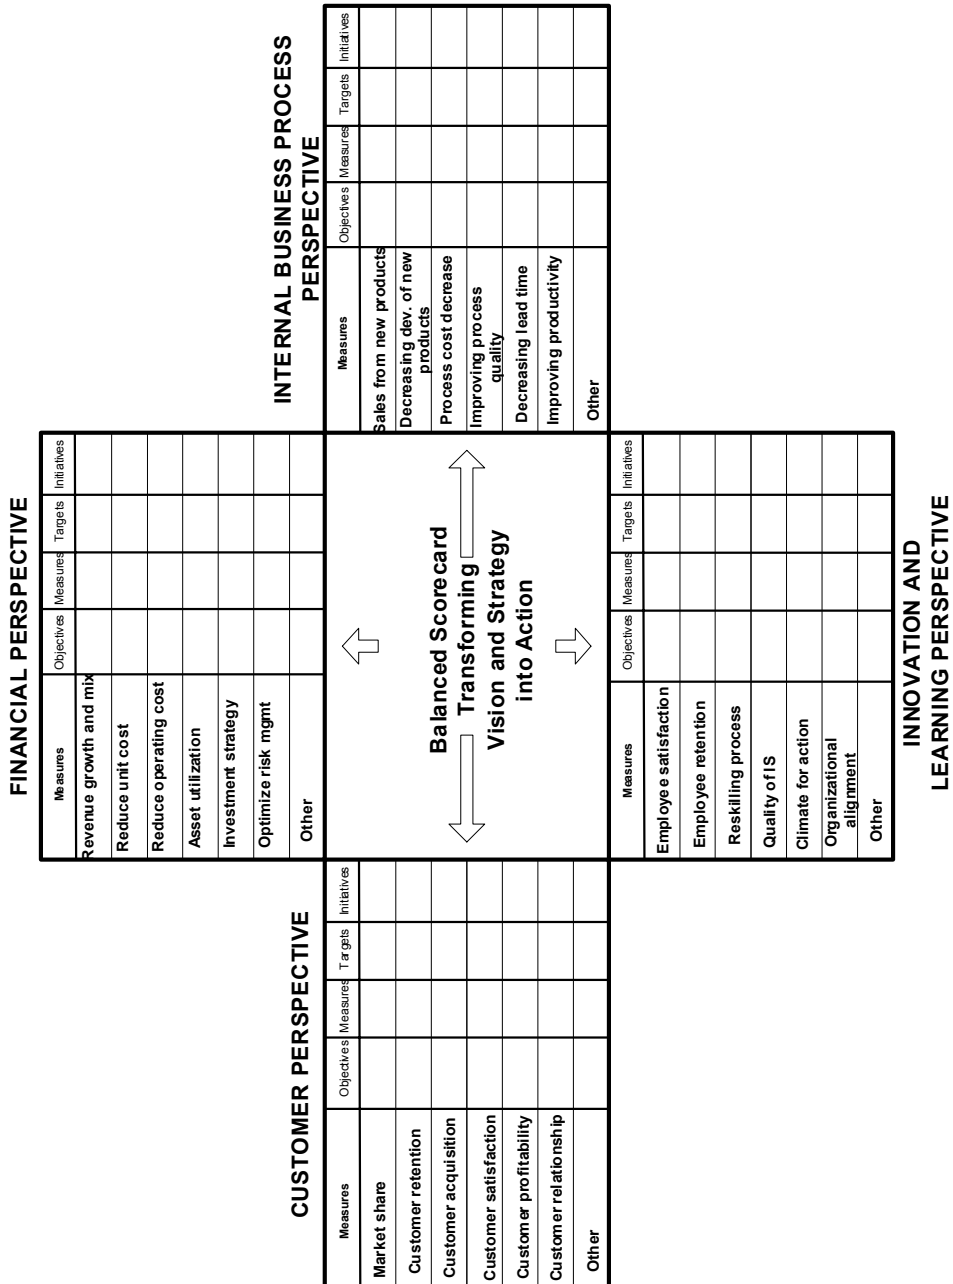 FINANCIAL PERSPECTIVE
Measures Objectives Measures Targets Initiatives
Revenue growth and mix
Reduce unit cost
Reduce operating cost
Asset utilization
Investment strategy
Optimize risk mgmt
Other
CUSTOMER PERSPECTIVE
Measures Objectives Measures Targets Initiatives
Market share
Customer retention
Customer acquisition
Customer satisfaction
Customer profitability
Customer relationship
Other
Balanced Scorecard
Transforming
Vision and Strategy
into Action
INTERNAL BUSINESS PROCESS
PERSPECTIVE
Measures Objectives Measures Targets Initiatives
Sales from new products
Decreasing dev. of new
products
Process cost decrease
Improving process
quality
Decreasing lead time
Improving productivity
Other
Measures Objectives Measures Targets Initiatives
Employee satisfaction
Employee retention
Reskilling process
Quality of IS
Climate for action
Organizational
alignment
Other
INNOVATION AND
LEARNING PERSPECTIVE